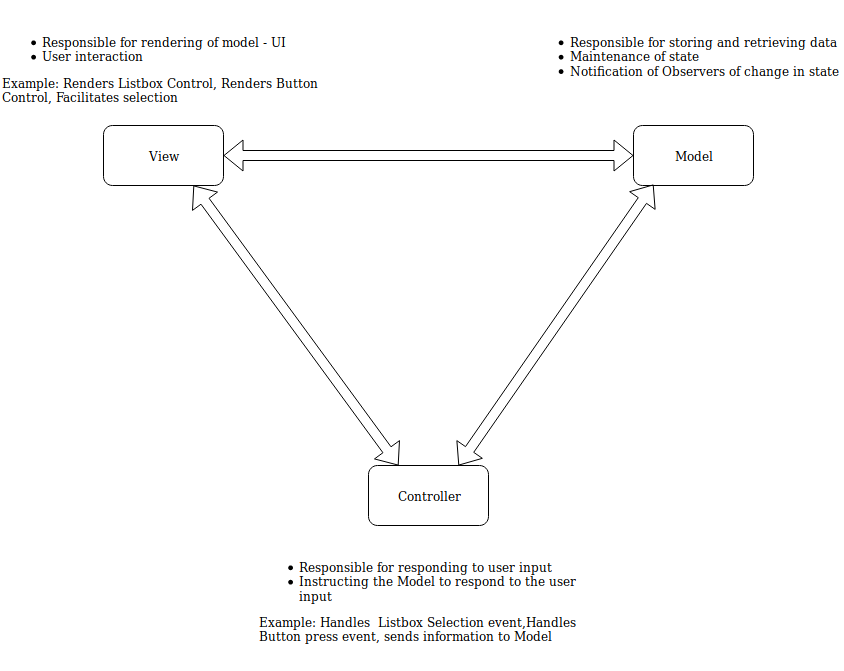 • Responsible for rendering of model - UI
• User interaction
Example: Renders Listbox Control, Renders Button
Control, Facilitates selection
• Responsible for storing and retrieving data
• Maintenance of state
• Notification of Observers of change in state
View
Model
Controller
• Responsible for responding to user input
• Instructing the Model to respond to the user
input
Example: Handles  Listbox Selection event,Handles
Button press event, sends information to Model